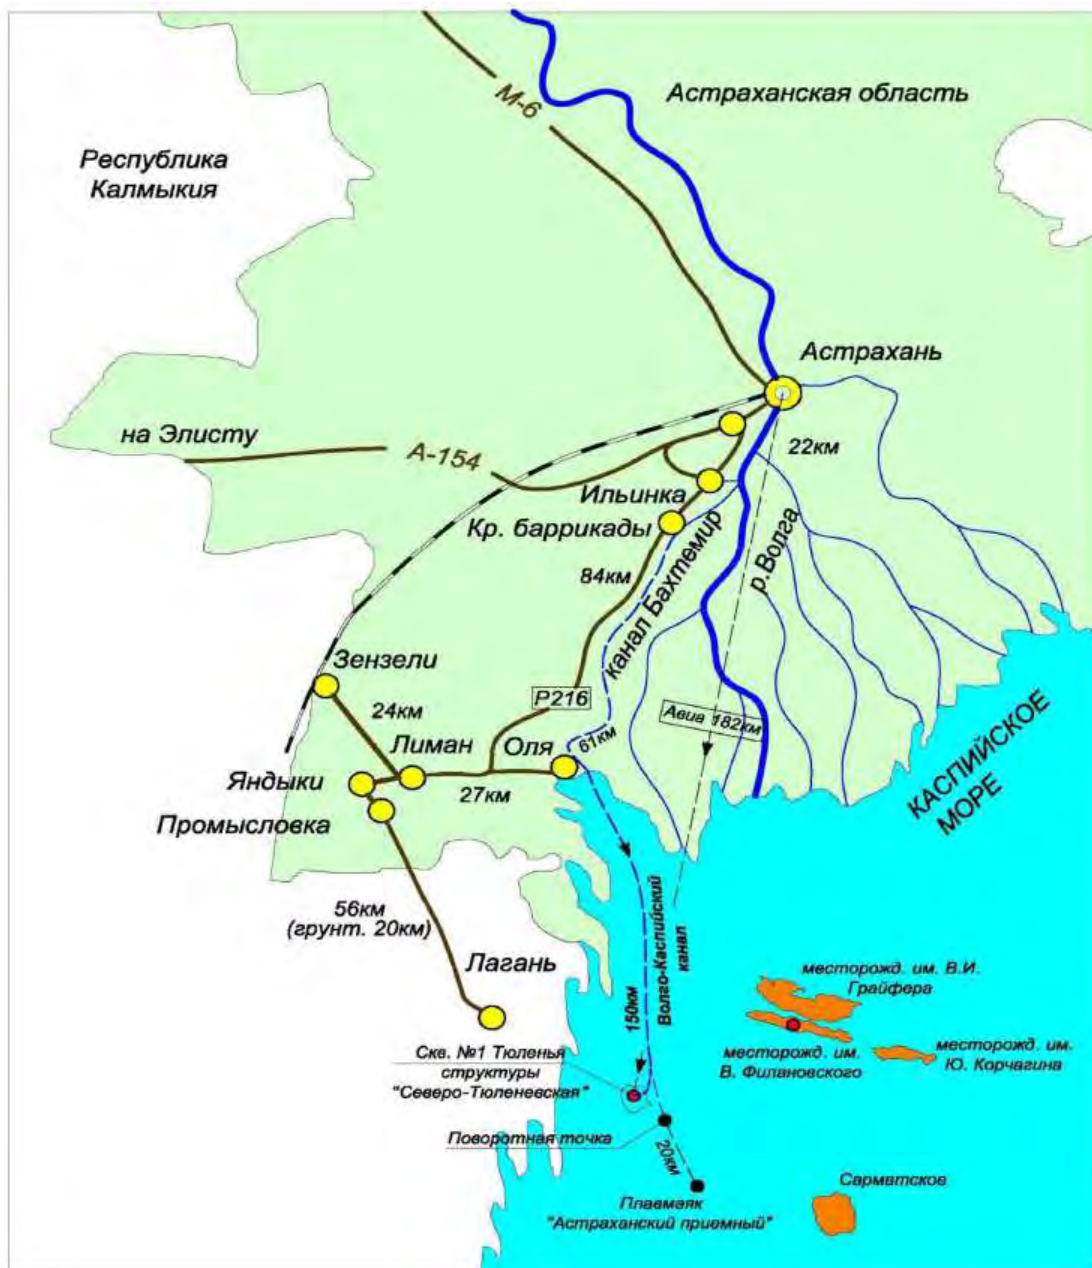 М-6
Астраханская область
Республика
Калмыкия
Астрахань
на Элисту
А-154
22км
Ильинка
Кр. баррикады
84км
канал Бахтемир
р.Волга
Зензели
24км
Р216
Авиа 182км
Лиман
Оля
61км
Яндыки
27км
Промысловка
КАСПИЙСКОЕ
МОРЕ
56км
(грунт. 20км)
Лагань
Волго-Каспийский
канал
150км
месторожд. им. В.И.
Грайфера
месторожд. им.
В. Филановского
месторожд. им.
Ю. Корчагина
Скв. №1 Тюленья
структуры
"Северо-Тюленевская"
Поворотная точка
20км
Плавмаяк
"Астраханский приемный"
Сарматское